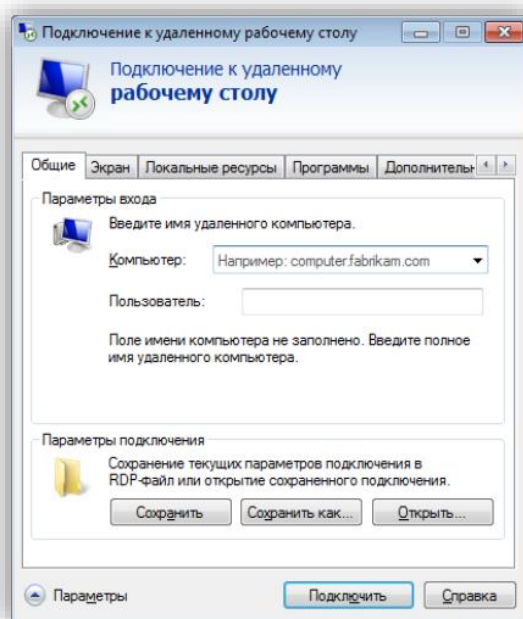 Подключение к удаленному рабочему столу
Подключение к удаленному
рабочему столу
Общие
Экран
Локальные ресурсы
Программы
Дополнительн
Параметры входа
Введите имя удаленного компьютера.
Компьютер:
Например: computer.fabrikam.com
Пользователь:
Поле имени компьютера не заполнено. Введите полное
имя удаленного компьютера.
Параметры подключения
Сохранение текущих параметров подключения в
RDP-файл или открытие сохраненного подключения.
Сохранить
Сохранить как...
Открыть...
Параметры
Подключить
Справка